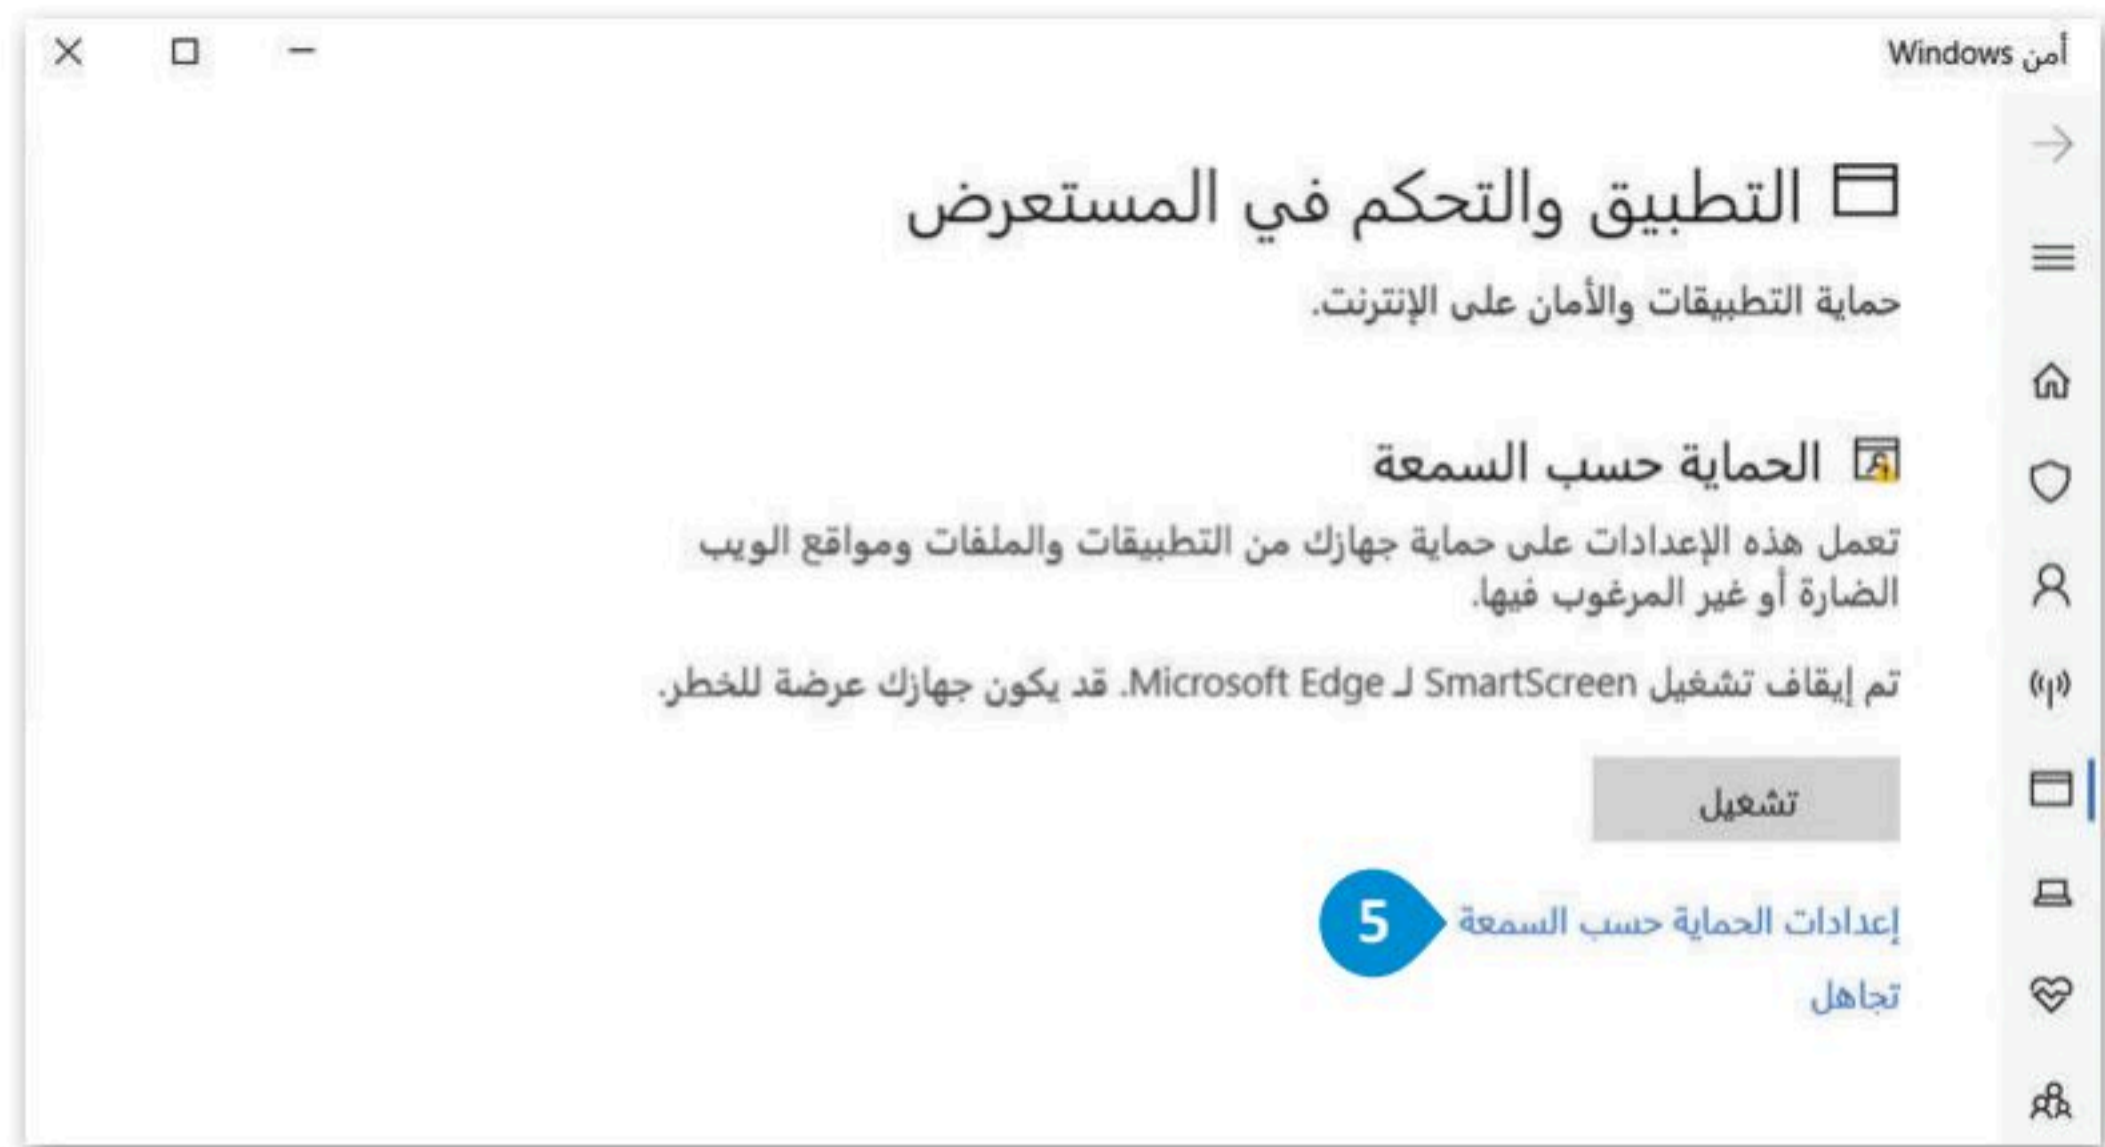 أمن Windows
التطبيق والتحكم في المستعرض
حماية التطبيقات والأمان على الإنترنت.
الحماية حسب السمعة
تعمل هذه الإعدادات على حماية جهازك من التطبيقات والملفات ومواقع الويب
الضارة أو غير المرغوب فيها.
تم إيقاف تشغيل SmartScreen لـ Microsoft Edge. قد يكون جهازك عرضة للخطر.
تشغيل
إعدادات الحماية حسب السمعة 5
تجاهل